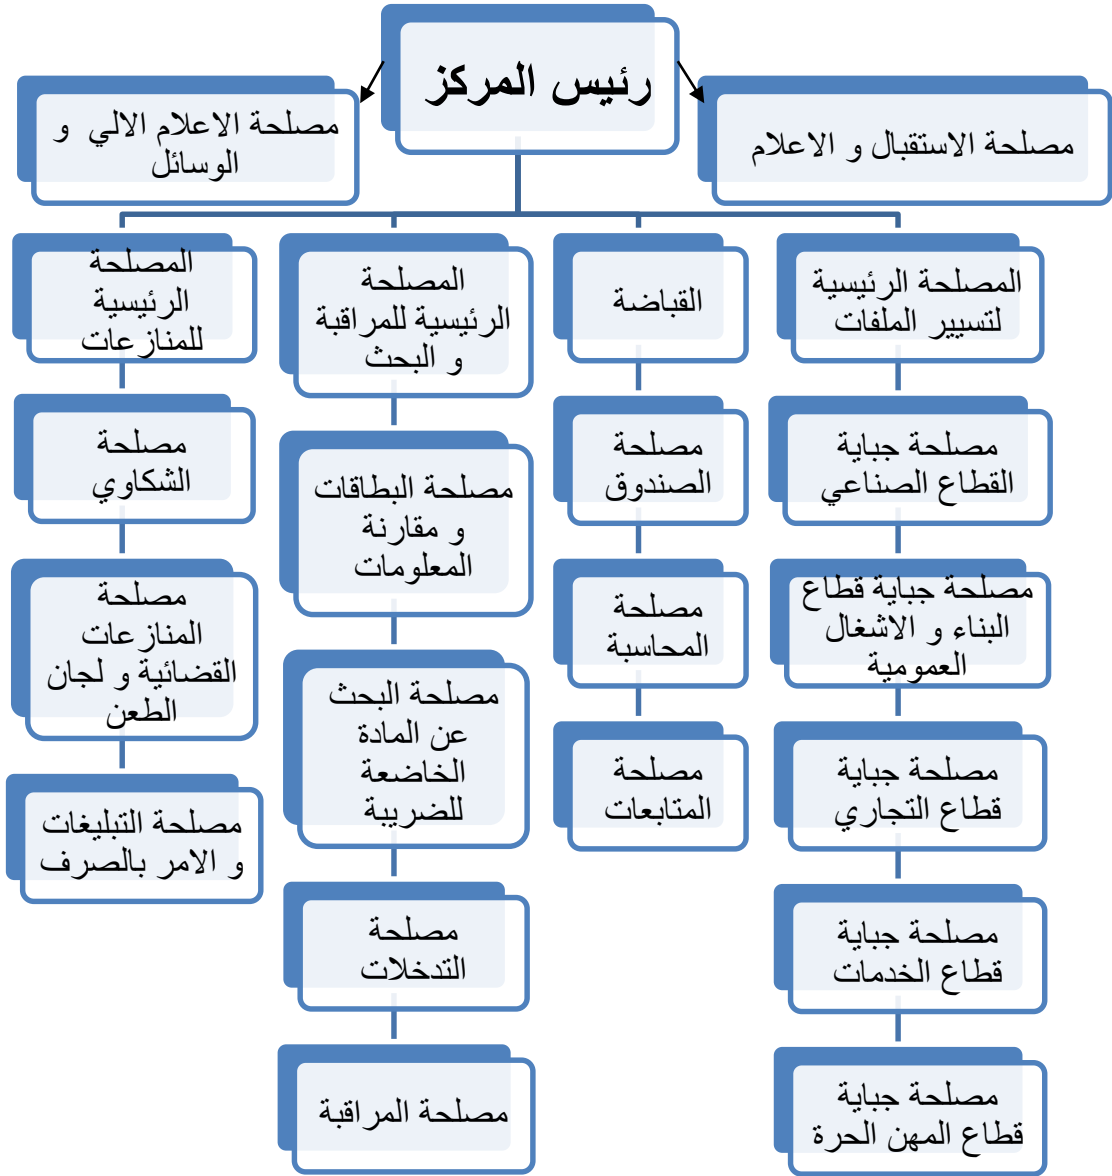 رئيس المركز
مصلحة الاستقبال و الاعلام
مصلحة الاعلام الالي و
الوسائل
المصلحة الرئيسية
لتسيير الملفات
مصلحة جباية
القطاع الصناعي
مصلحة جباية قطاع
البناء و الاشغال
العمومية
مصلحة جباية
قطاع التجاري
مصلحة جباية
قطاع الخدمات
مصلحة جباية
قطاع المهن الحرة
القباضة
مصلحة
الصندوق
مصلحة
المحاسبة
مصلحة
المتابعات
المصلحة
الرئيسية للمراقبة
و البحث
مصلحة البطاقات
و مقارنة
المعلومات
مصلحة البحث
عن المادة
الخاضعة
للضريبة
مصلحة
التدخلات
مصلحة المراقبة
المصلحة
الرئيسية
للمنازعات
مصلحة
الشكاوي
مصلحة
المنازعات
القضائية و لجان
الطعن
مصلحة التبليغات
و الامر بالصرف